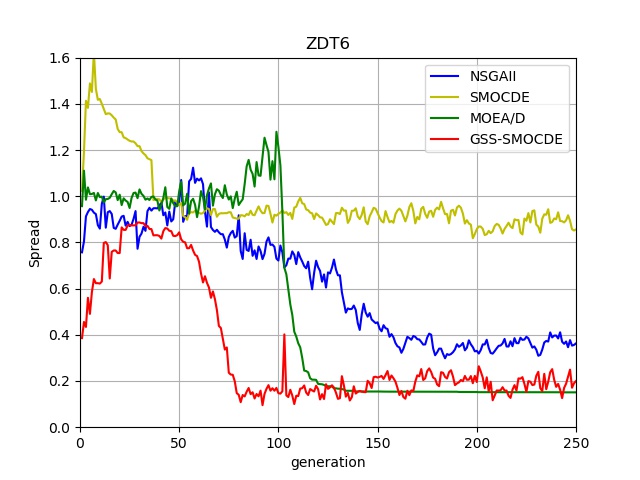 ZDT6
1.6
1.4
1.2
1.0
0.8
0.6
0.4
0.2
0.0
Spread
NSGAII
SMOCDE
MOEA/D
GSS-SMOCDE
0 50 100 150 200 250
generation